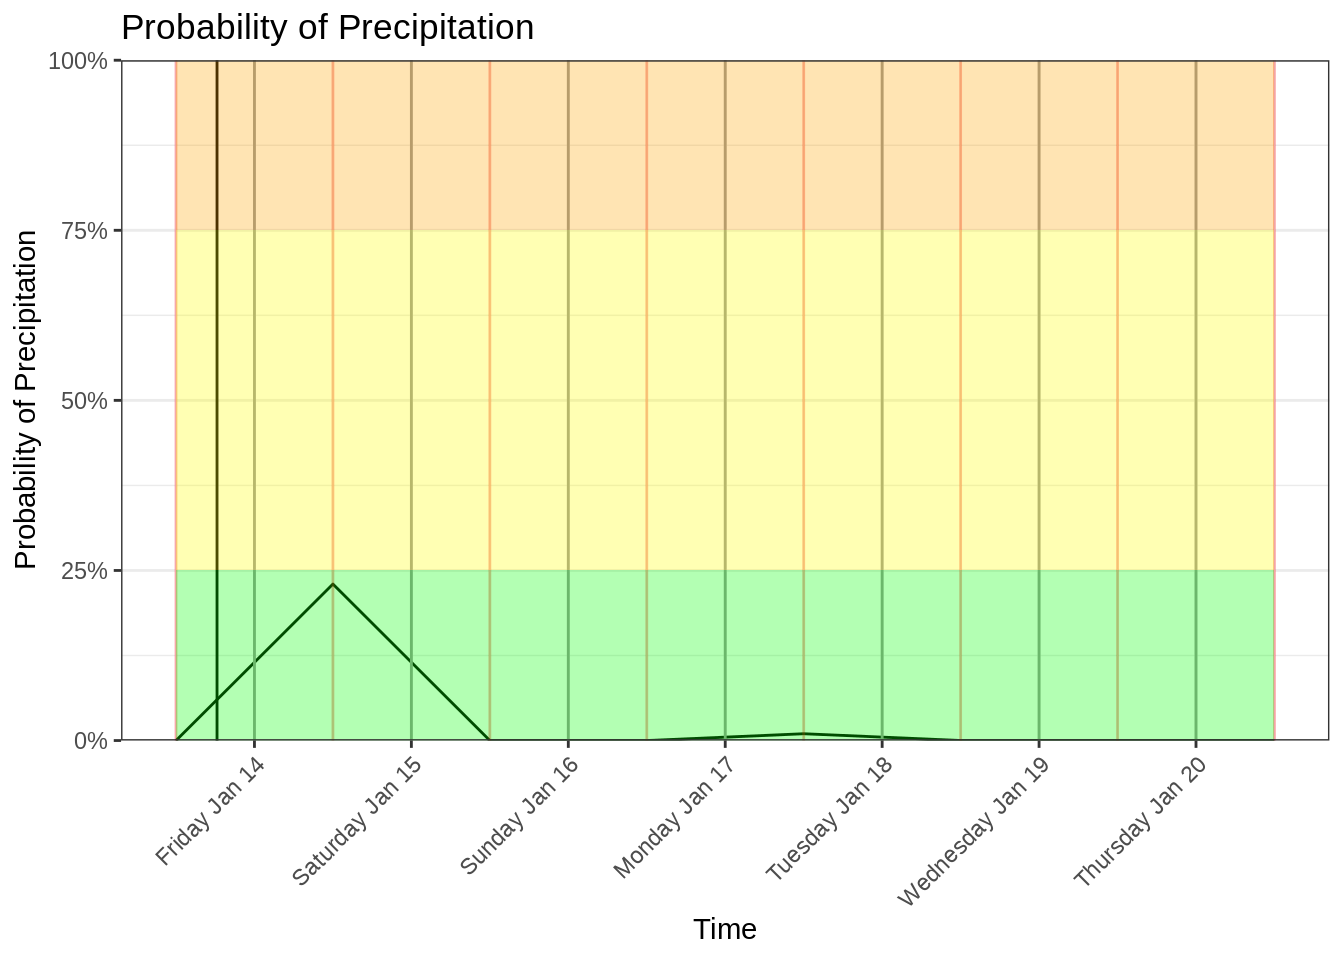 Probability of Precipitation
Probability of Precipitation
100%
75%
50%
25%
0%
Friday Jan 14
Saturday Jan 15
Sunday Jan 16
Monday Jan 17
Tuesday Jan 18
Wednesday Jan 19
Thursday Jan 20
Time